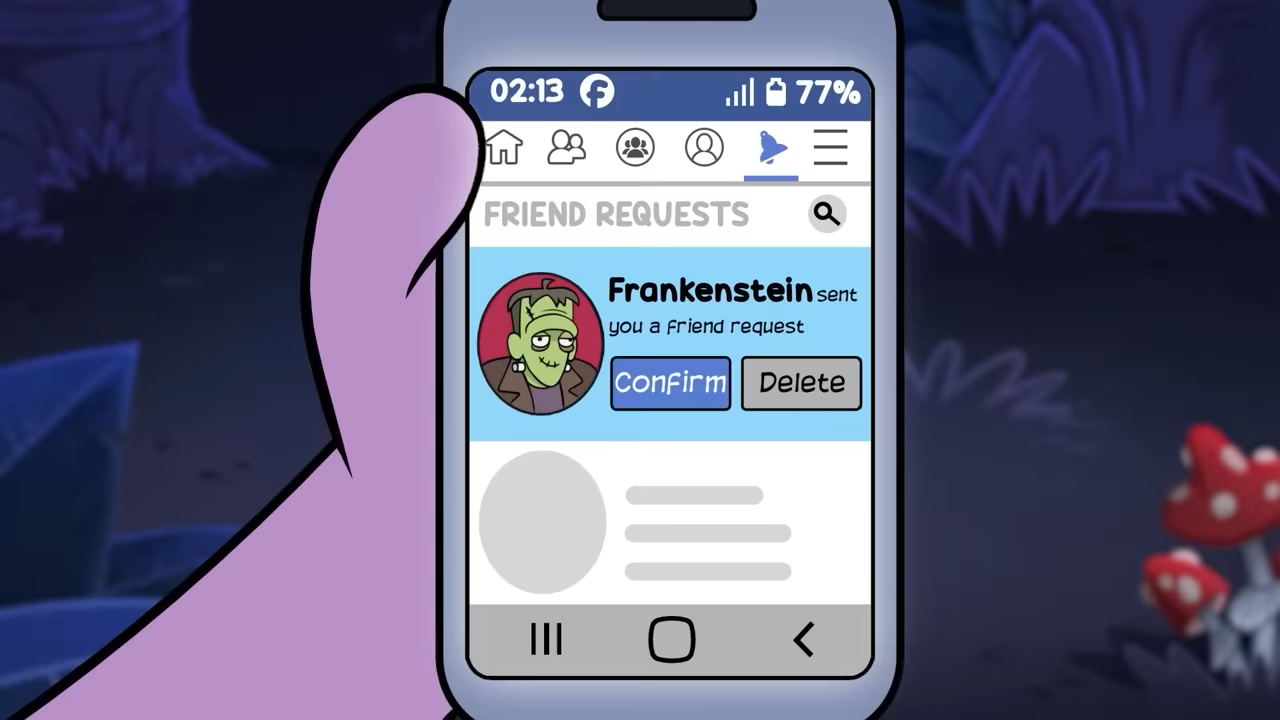 02:13 F 77%
FRIEND REQUESTS
Frankenstein sent
you a friend request
Confirm Delete